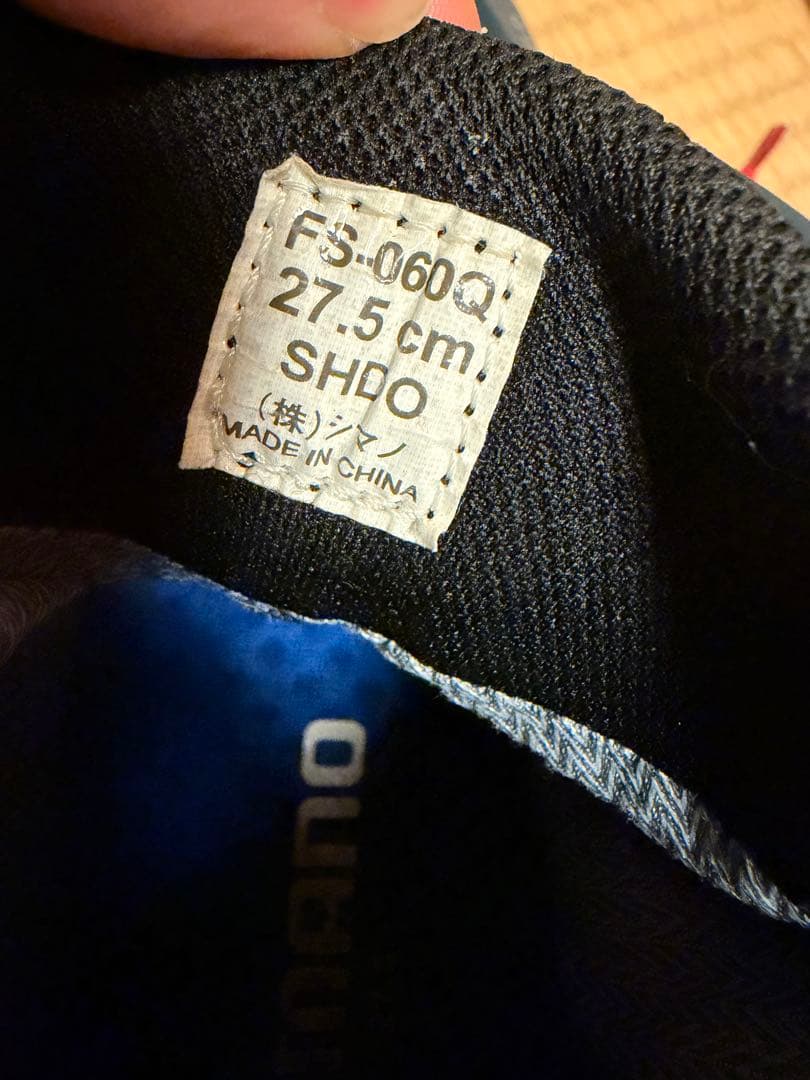 FS-060Q
27.5 cm
SHDO
(株)シマノ
MADE IN CHINA